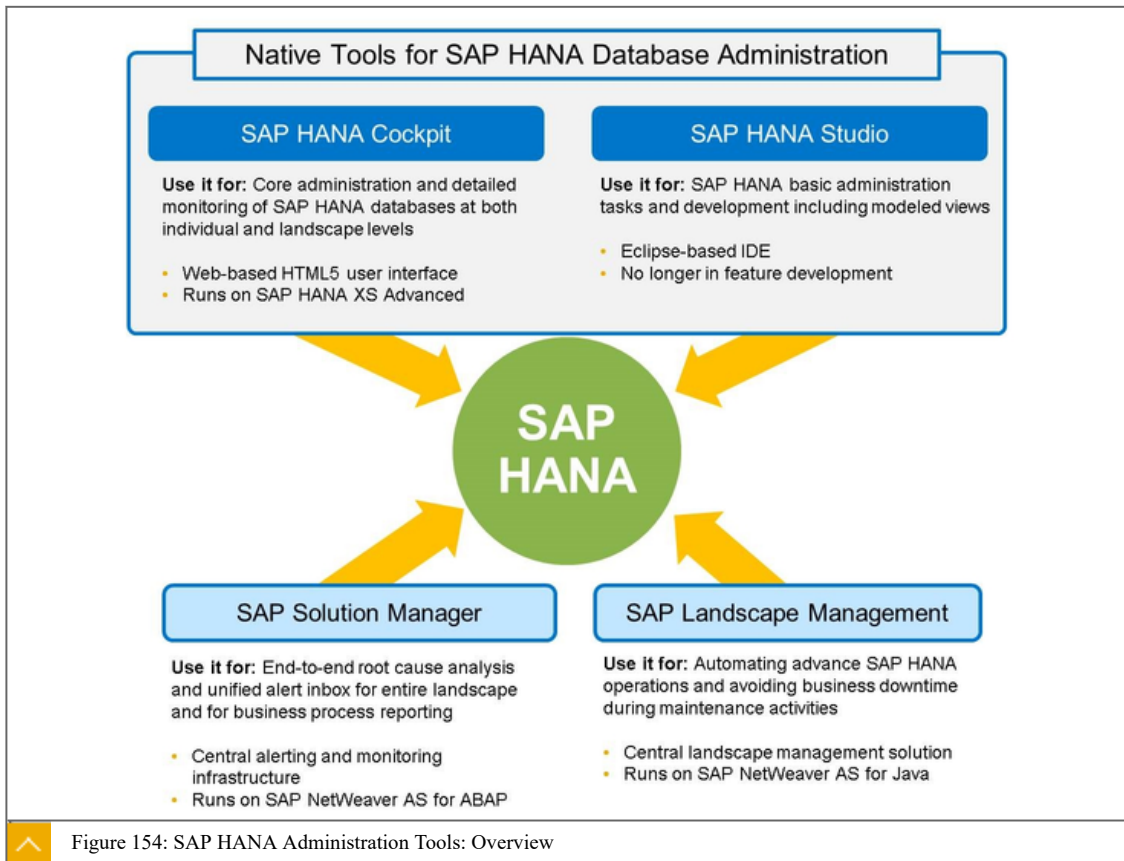 Native Tools for SAP HANA Database Administration
SAP HANA Cockpit
Use it for: Core administration and detailed
monitoring of SAP HANA databases at both
individual and landscape levels
• Web-based HTML5 user interface
• Runs on SAP HANA XS Advanced
SAP HANA Studio
Use it for: SAP HANA basic administration
tasks and development including modeled views
• Eclipse-based IDE
• No longer in feature development
SAP
HANA
SAP Solution Manager
Use it for: End-to-end root cause analysis
and unified alert inbox for entire landscape
and for business process reporting
• Central alerting and monitoring
infrastructure
• Runs on SAP NetWeaver AS for ABAP
SAP Landscape Management
Use it for: Automating advance SAP HANA
operations and avoiding business downtime
during maintenance activities
• Central landscape management solution
• Runs on SAP NetWeaver AS for Java
Figure 154: SAP HANA Administration Tools: Overview